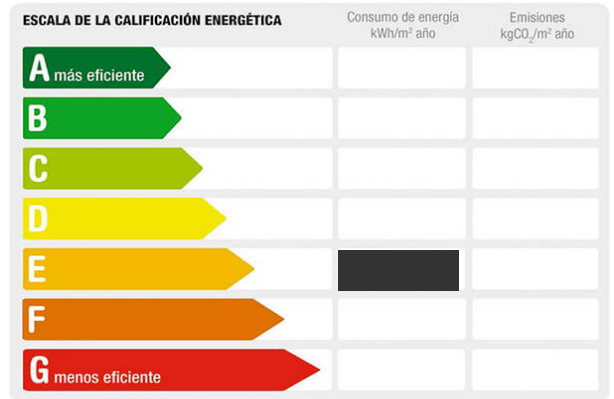 ESCALA DE LA CALIFICACIÓN ENERGÉTICA
Consumo de energía
kWh/m² año
Emisiones
kgCO₂/m² año
A más eficiente
B
C
D
E
F
G menos eficiente